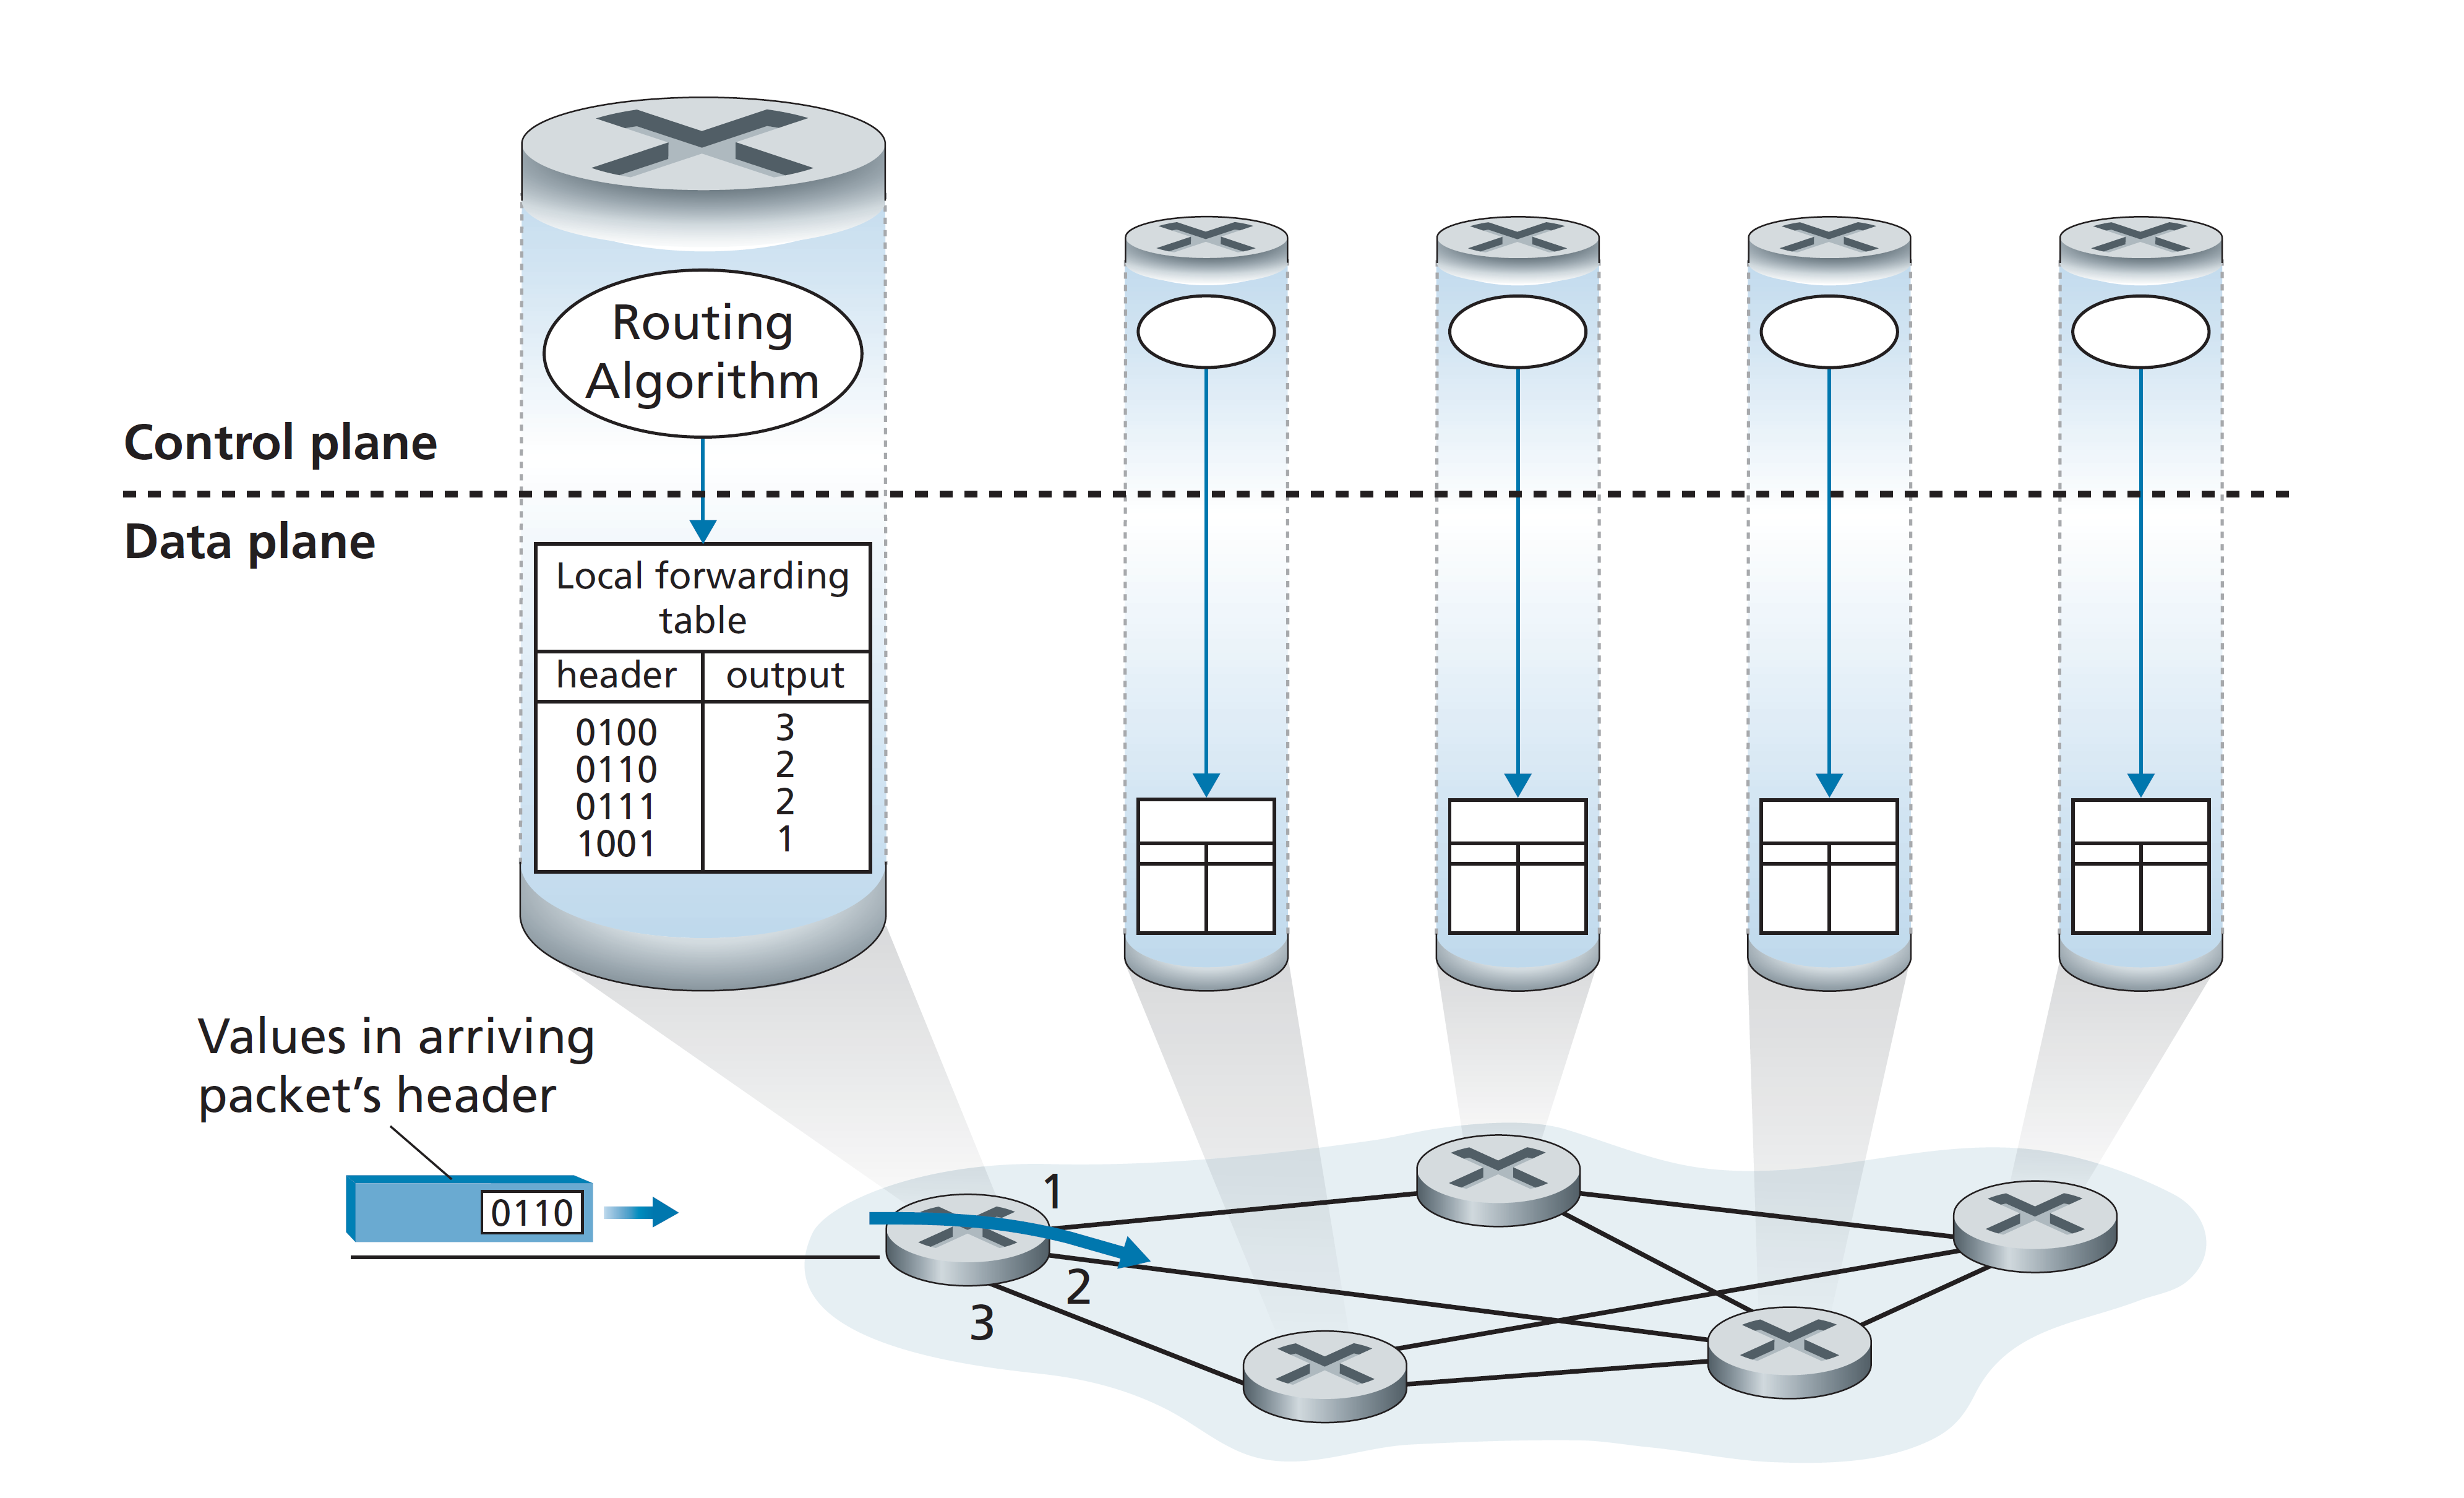 Routing
Algorithm
Control plane
Data plane
Local forwarding
table
header output
0100 3
0110 2
0111 2
1001 1
Values in arriving
packet’s header
0110
1
2
3